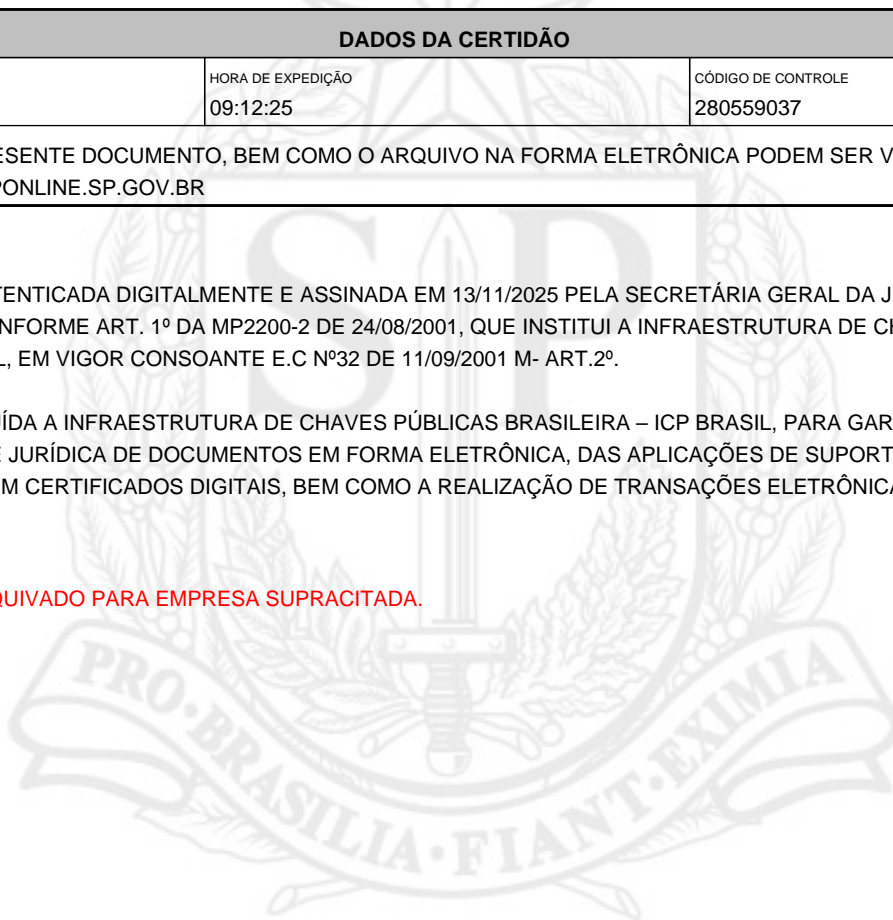 DADOS DA CERTIDÃO
HORA DE EXPEDIÇÃO
CÓDIGO DE CONTROLE
09:12:25
280559037
ESENTE DOCUMENTO, BEM COMO O ARQUIVO NA FORMA ELETRÔNICA PODEM SER V
PONLINE.SP.GOV.BR
TENTICADA DIGITALMENTE E ASSINADA EM 13/11/2025 PELA SECRETÁRIA GERAL DA J
NFORME ART. 1º DA MP2200-2 DE 24/08/2001, QUE INSTITUI A INFRAESTRUTURA DE CH
L, EM VIGOR CONSOANTE E.C Nº32 DE 11/09/2001 M- ART.2º.
ÍDA A INFRAESTRUTURA DE CHAVES PÚBLICAS BRASILEIRA – ICP BRASIL, PARA GAR
E JURÍDICA DE DOCUMENTOS EM FORMA ELETRÔNICA, DAS APLICAÇÕES DE SUPORT
M CERTIFICADOS DIGITAIS, BEM COMO A REALIZAÇÃO DE TRANSAÇÕES ELETRÔNICA
QUIVADO PARA EMPRESA SUPRACITADA.
SP
PRO·BRASILIA·FIANT·EXIMIA